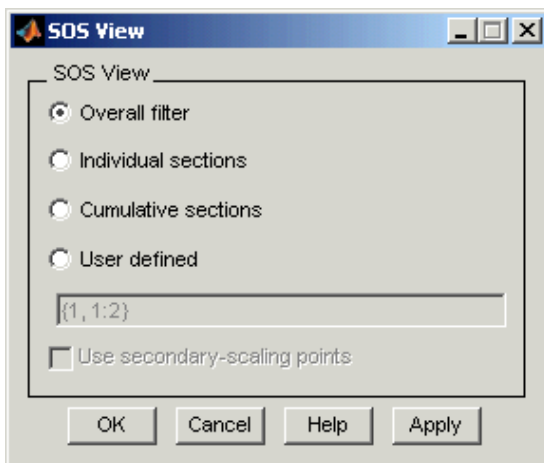 SOS View
SOS View
Overall filter
Individual sections
Cumulative sections
User defined
{1, 1:2}
Use secondary-scaling points
OK Cancel Help Apply